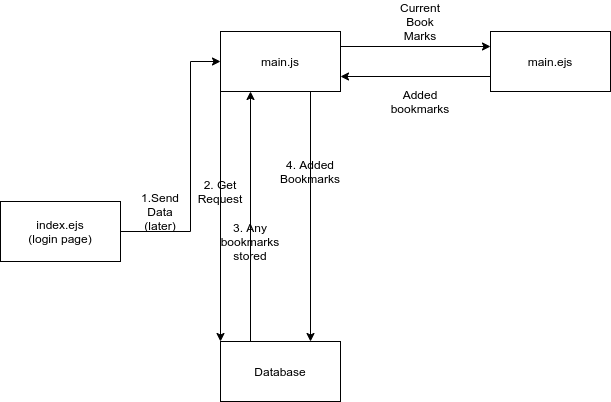 Current
Book
Marks
main.js
main.ejs
Added
bookmarks
4. Added
Bookmarks
2. Get
Request
1.Send
Data
(later)
index.ejs
(login page)
3. Any
bookmarks
stored
Database